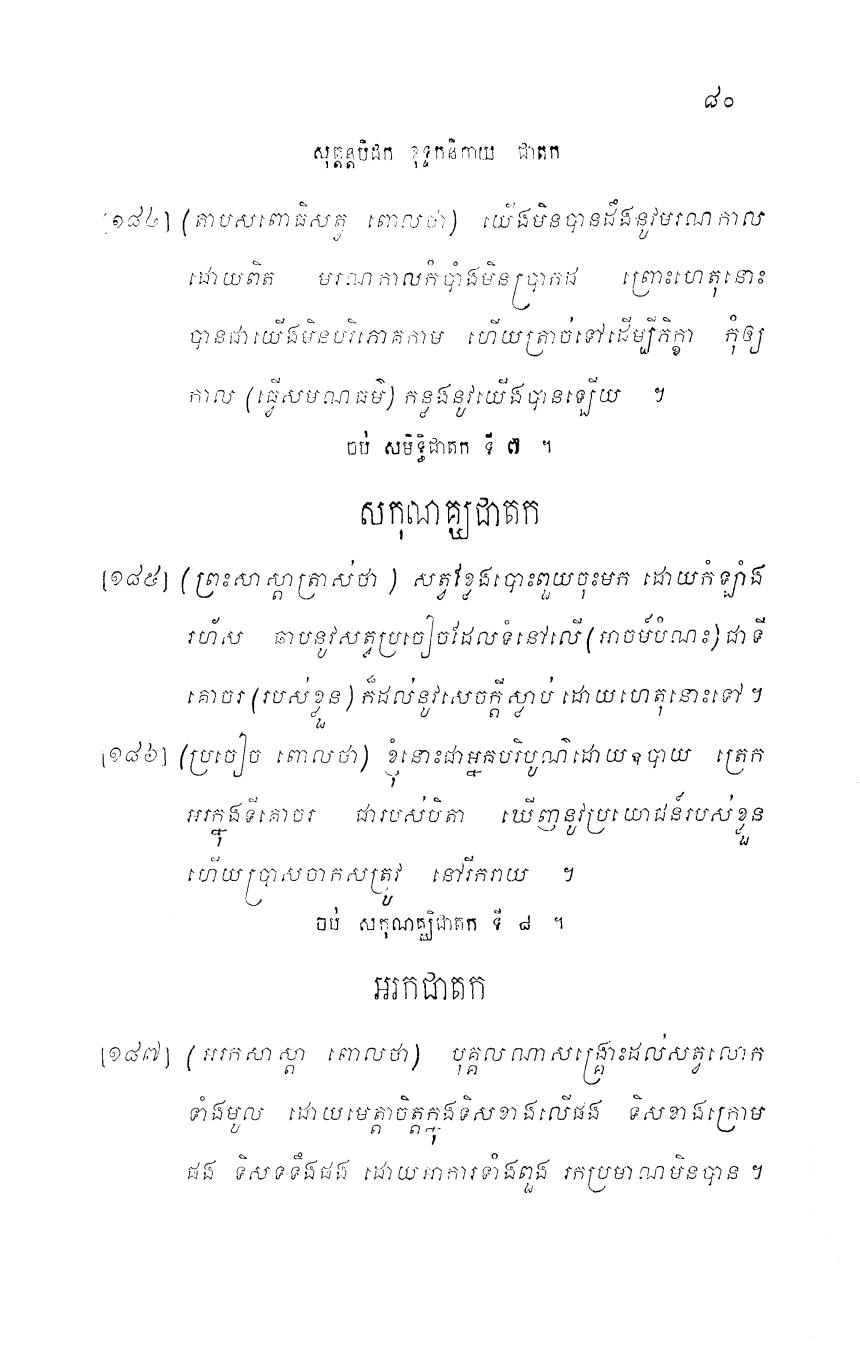 ៨០
សុត្តន្តបិដក ខុទ្ទកនិកាយ ជាតក
[១៨៤] (តាបសពោធិសត្វ ពោលថា) យើងមិនបានដឹងនូវមរណកាល
ដោយពិត មរណកាលកំបាំងមិនប្រាកដ ព្រោះហេតុនោះ
បានជាយើងមិនបរិភោគកាម ហើយត្រាច់ទៅដើម្បីភិក្ខា កុំឲ្យ
កាល (ធ្វើសមណធម៌) កន្លងនូវយើងបានឡើយ ។
ចប់ សមិទ្ធិជាតក ទី ៧ ។
សកុណគ្ឃជាតក
[១៨៥] (ព្រះសាស្តាត្រាស់ថា ) សត្វខ្វែងបោះពួយចុះមក ដោយកំឡាំង
រហ័ស ឆាបនូវសត្វប្រចៀចដែលទំនៅលើ(អាចម៍បំណះ)ជាទី
គោចរ (របស់ខ្លួន) ក៏ដល់នូវសេចក្តីស្លាប់ ដោយហេតុនោះទៅ ។
[១៨៦] (ប្រចៀច ពោលថា) ខ្ញុំនោះជាអ្នកបរិបូណ៌ដោយឧបាយ ត្រេក
អរក្នុងទីគោចរ ជារបស់បិតា ឃើញនូវប្រយោជន៍របស់ខ្លួន
ហើយប្រាសចាកសត្រូវ នៅរីករាយ ។
ចប់ សកុណគ្ឃិជាតក ទី ៨ ។
អរកជាតក
[១៨៧] (អរកសាស្តា ពោលថា) បុគ្គលណាសង្គ្រោះដល់សត្វលោក
ទាំងមូល ដោយមេត្តាចិត្តក្នុងទិសខាងលើផង ទិសខាងក្រោម
ផង ទិសទទឹងផង ដោយអាការទាំងពួង រកប្រមាណមិនបាន ។